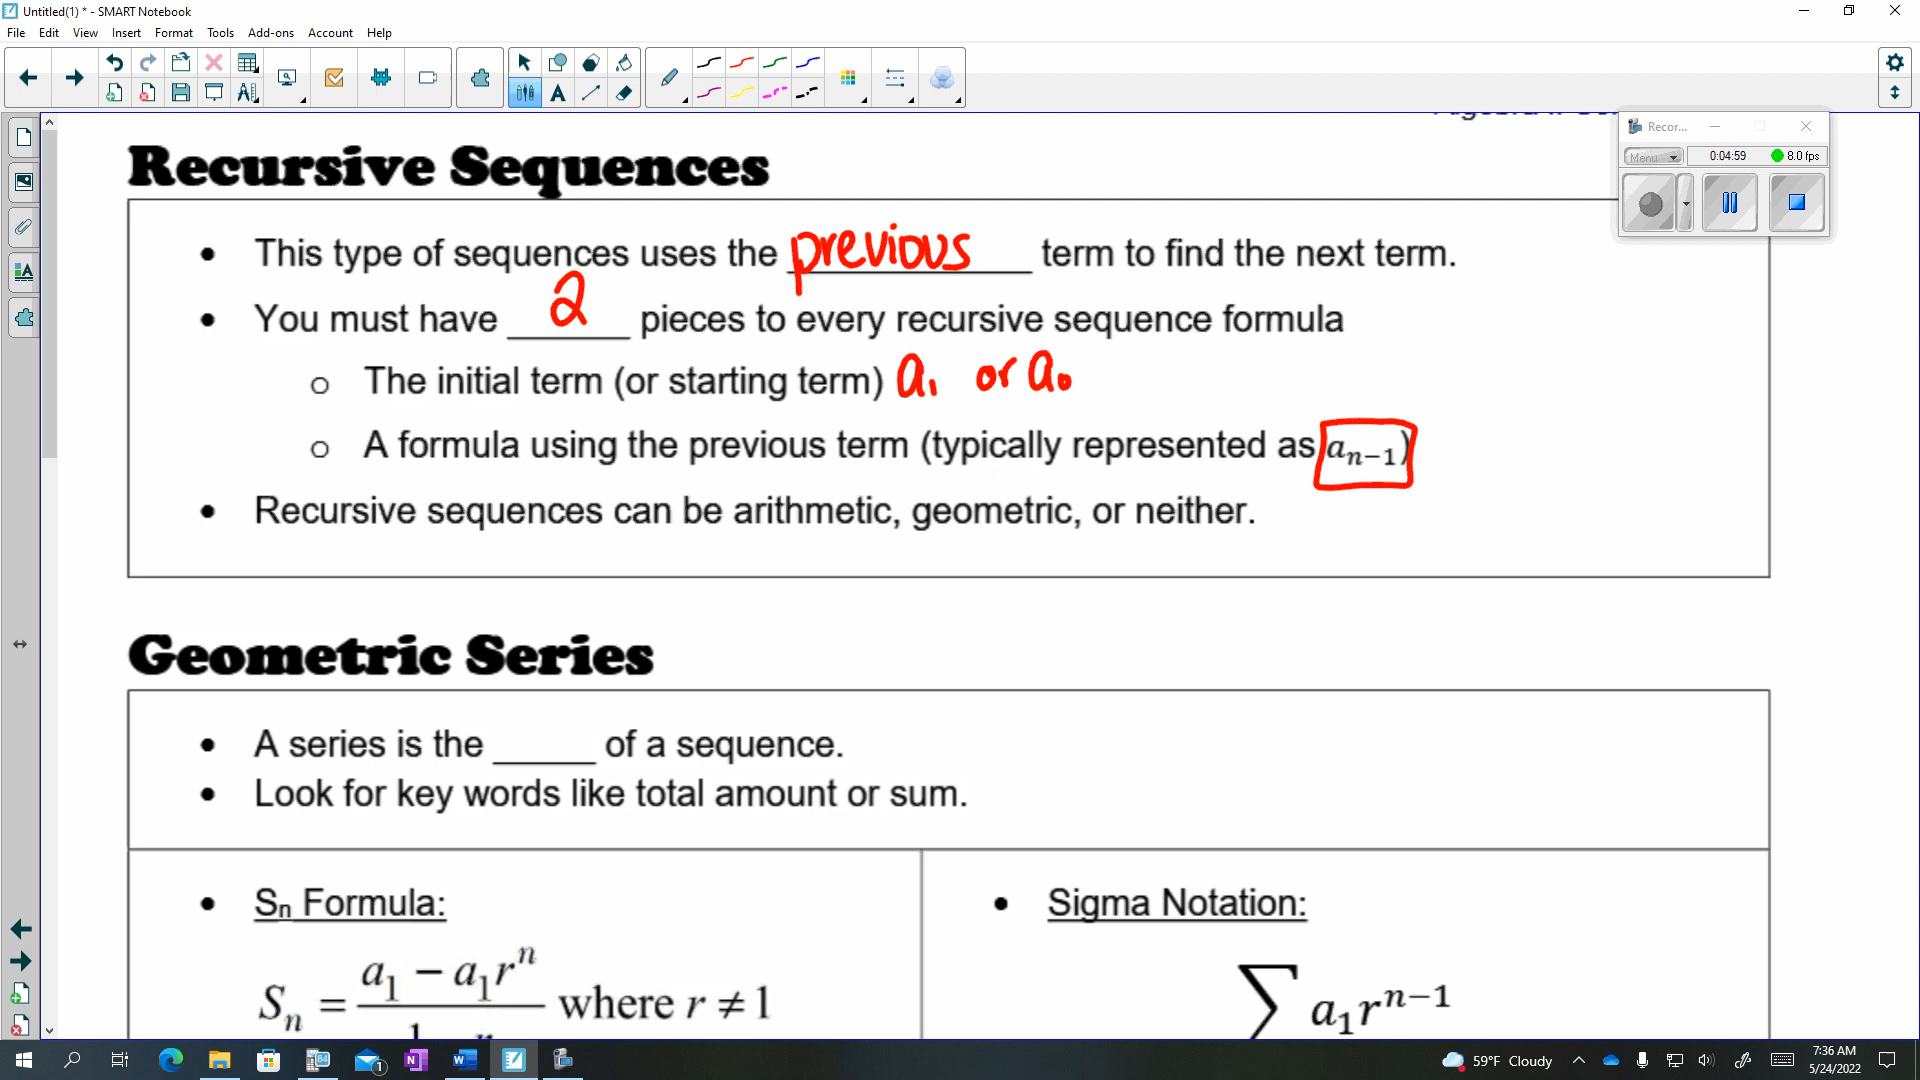 Untitled(1) * - SMART Notebook
File Edit View Insert Format Tools Add-ons Account Help
Recor...
Menu 0:04:59 8.0 fps
Recursive Sequences
• This type of sequences uses the previous term to find the next term.
• You must have 2 pieces to every recursive sequence formula
o The initial term (or starting term) a₁ or a₀
o A formula using the previous term (typically represented as aₙ₋₁)
• Recursive sequences can be arithmetic, geometric, or neither.
Geometric Series
• A series is the _____ of a sequence.
• Look for key words like total amount or sum.
• Sₙ Formula:
Sₙ = a₁ − a₁rⁿ where r ≠ 1
• Sigma Notation:
∑ a₁rⁿ⁻¹
59°F Cloudy
7:36 AM
5/24/2022